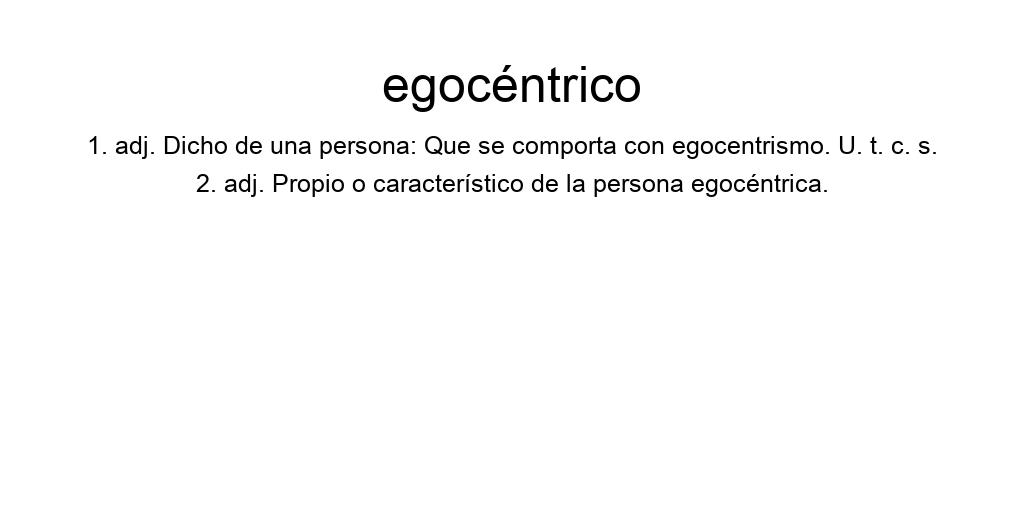 egocéntrico
1. adj. Dicho de una persona: Que se comporta con egocentrismo. U. t. c. s.
2. adj. Propio o característico de la persona egocéntrica.